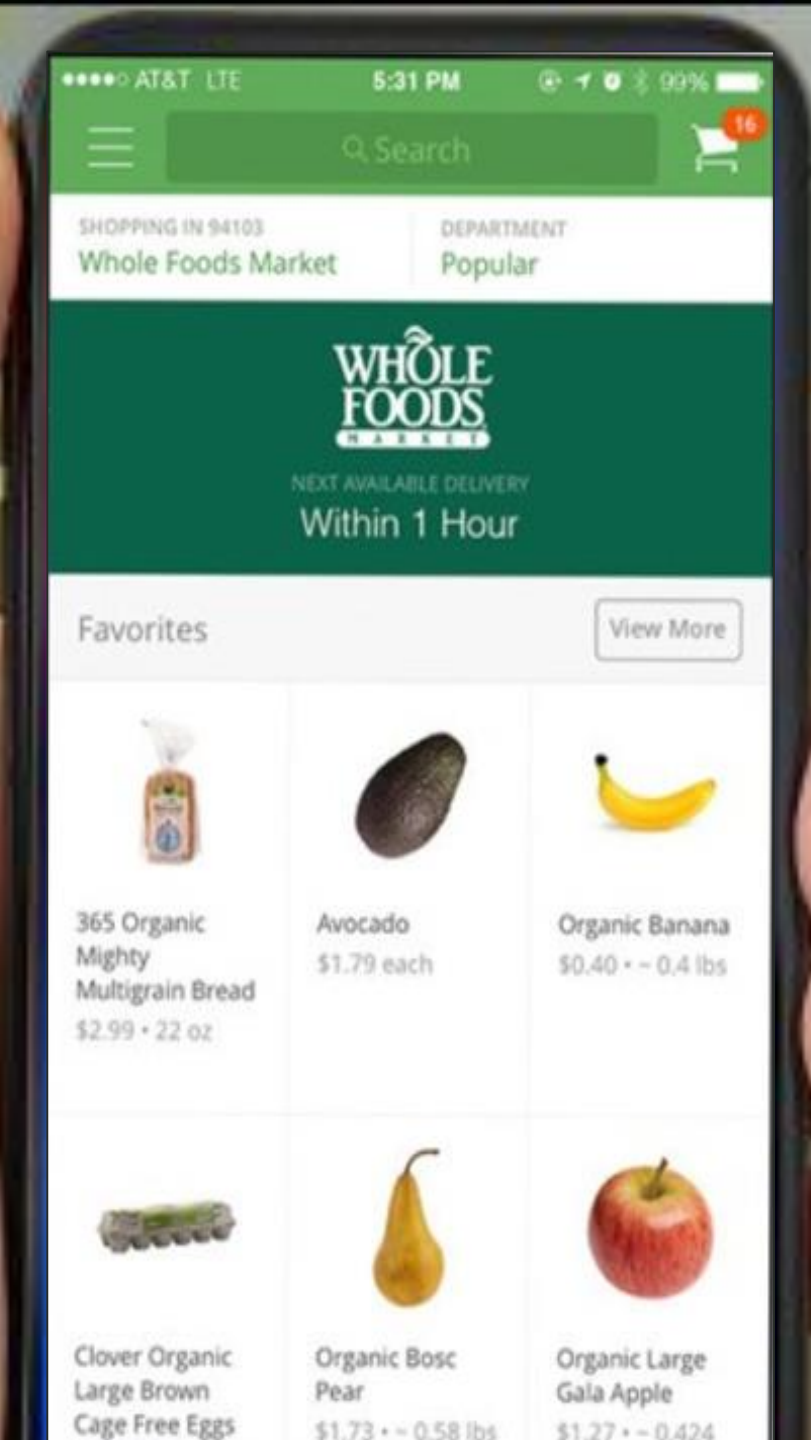 AT&T LTE 5:31 PM 99%
16
Search
SHOPPING IN 94103
Whole Foods Market
DEPARTMENT
Popular
WHOLE
FOODS
MARKET
NEXT AVAILABLE DELIVERY
Within 1 Hour
Favorites
View More
365 Organic
Mighty
Multigrain Bread
$2.99 • 22 oz
Avocado
$1.79 each
Organic Banana
$0.40 • ~ 0.4 lbs
Clover Organic
Large Brown
Cage Free Eggs
Organic Bosc
Pear
$1.73 • ~ 0.58 lbs
Organic Large
Gala Apple
$1.27 • ~ 0.424